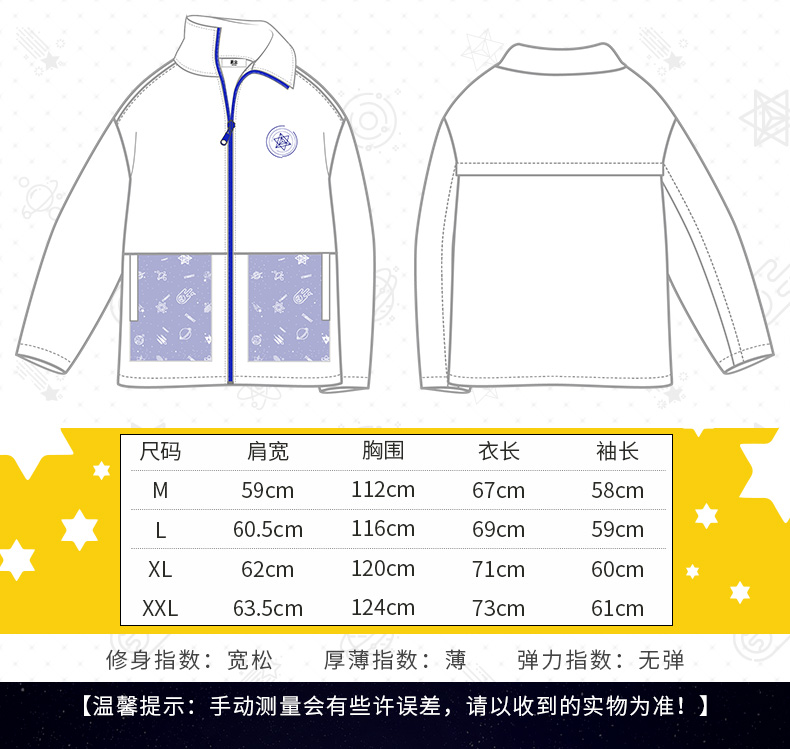 尺码 肩宽 胸围 衣长 袖长
M 59cm 112cm 67cm 58cm
L 60.5cm 116cm 69cm 59cm
XL 62cm 120cm 71cm 60cm
XXL 63.5cm 124cm 73cm 61cm
修身指数：宽松 厚薄指数：薄 弹力指数：无弹
【温馨提示：手动测量会有些许误差，请以收到的实物为准！】